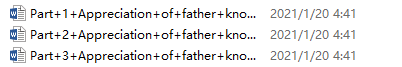 Part+1+Appreciation+of+father+kno... 2021/1/20 4:41
Part+2+Appreciation+of+father+kno... 2021/1/20 4:41
Part+3+Appreciation+of+father+kno... 2021/1/20 4:41